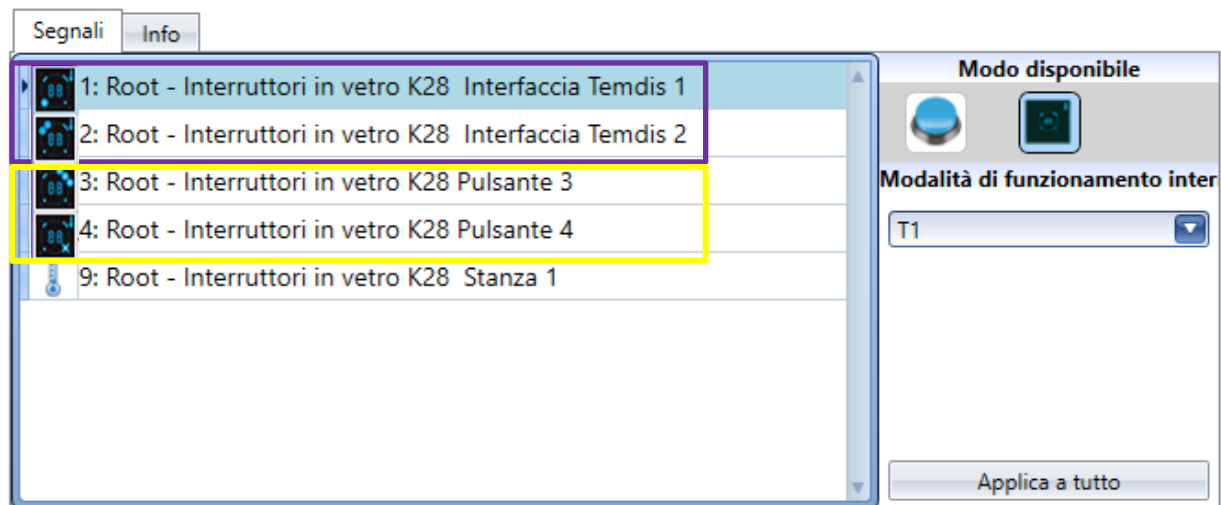 Segnali
Info
1: Root - Interruttori in vetro K28  Interfaccia Temdis 1
2: Root - Interruttori in vetro K28  Interfaccia Temdis 2
3: Root - Interruttori in vetro K28 Pulsante 3
4: Root - Interruttori in vetro K28 Pulsante 4
9: Root - Interruttori in vetro K28  Stanza 1
Modo disponibile
Modalità di funzionamento inter
T1
Applica a tutto